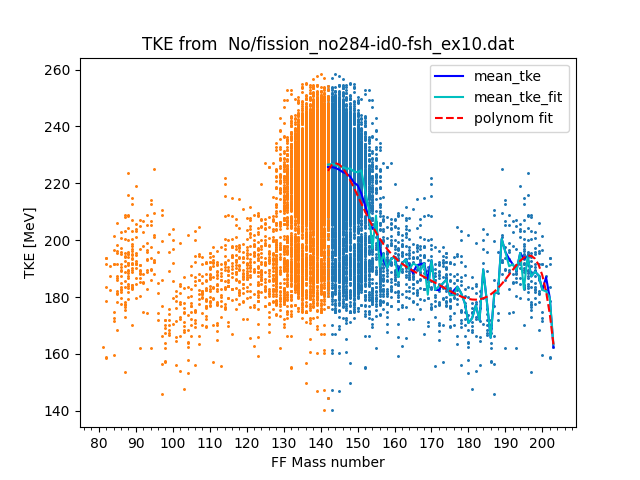 TKE from  No/fission_no284-id0-fsh_ex10.dat
260
240
220
200
180
160
140
TKE [MeV]
mean_tke
mean_tke_fit
polynom fit
80 90 100 110 120 130 140 150 160 170 180 190 200
FF Mass number